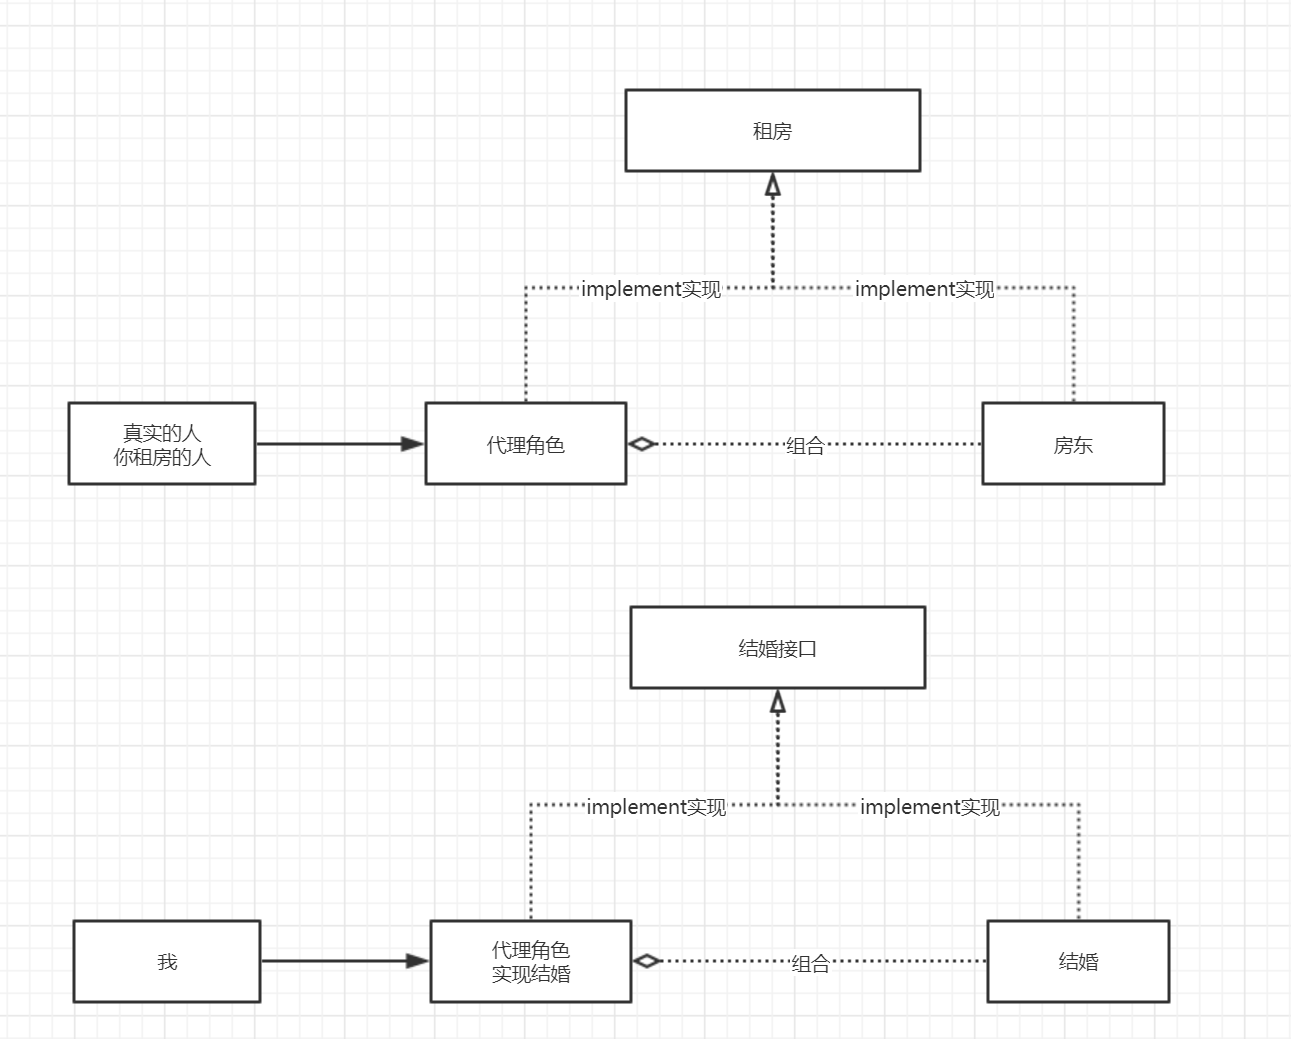 租房
implement实现
implement实现
真实的人
你租房的人
代理角色
组合
房东
结婚接口
implement实现
implement实现
我
代理角色
实现结婚
组合
结婚